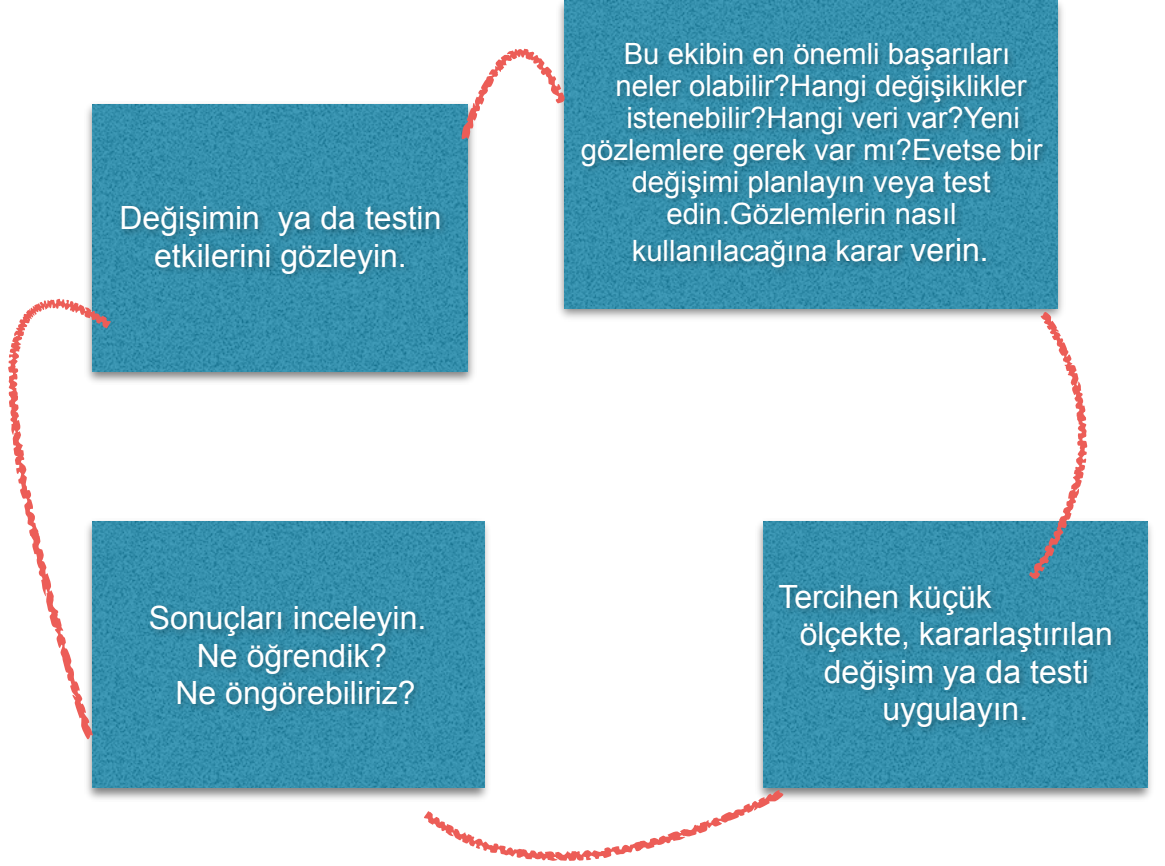 Bu ekibin en önemli başarıları
neler olabilir?Hangi değişiklikler
istenebilir?Hangi veri var?Yeni
gözlemlere gerek var mı?Evetse bir
değişimi planlayın veya test
edin.Gözlemlerin nasıl
kullanılacağına karar verin.
Değişimin ya da testin
etkilerini gözleyin.
Sonuçları inceleyin.
Ne öğrendik?
Ne öngörebiliriz?
Tercihen küçük
ölçekte, kararlaştırılan
değişim ya da testi
uygulayın.